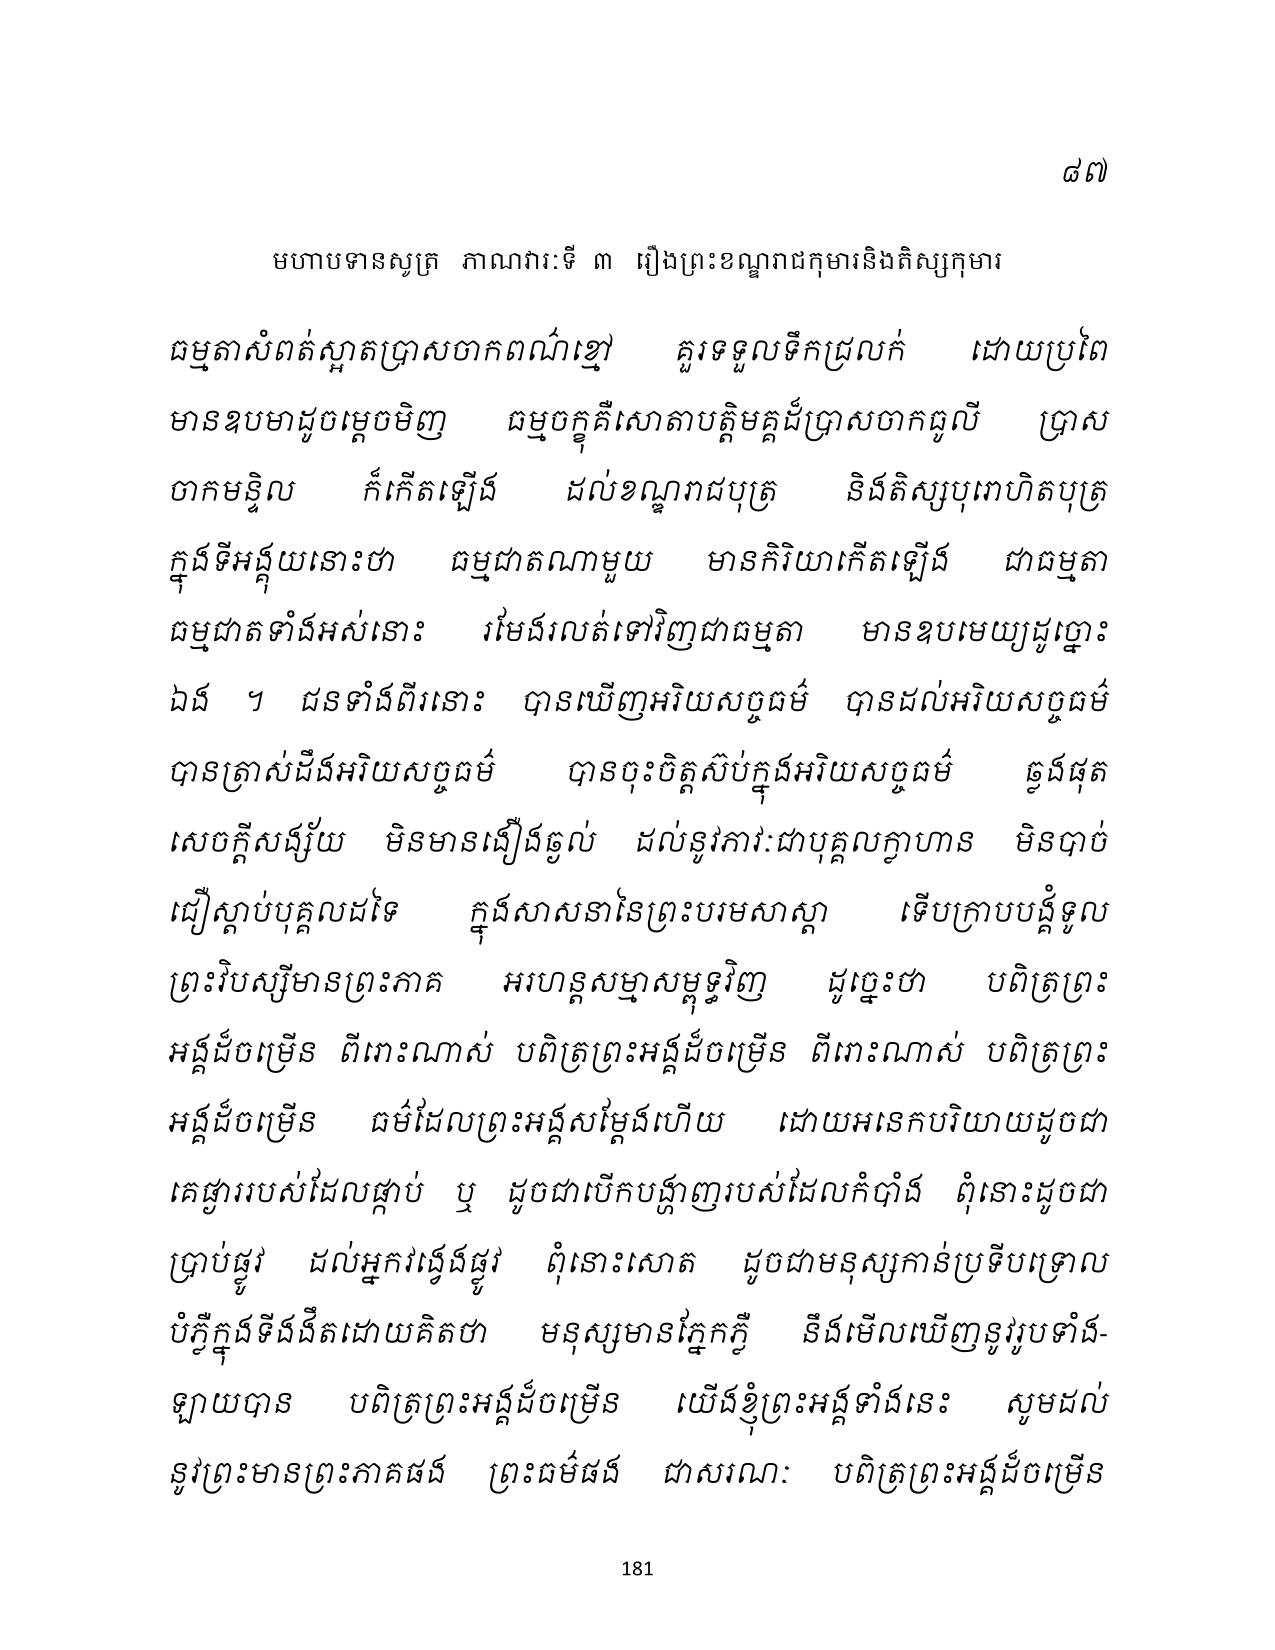 ៨៧
មហាបទានសូត្រ ភាណវារៈទី ៣ រឿងព្រះខណ្ឌរាជកុមារនិងតិស្សកុមារ
ធម្មតាសំពត់ស្អាតប្រាសចាកពណ៌ខ្មៅ គួរទទួលទឹកជ្រលក់ ដោយប្រពៃ
មានឧបមាដូចម្តេចមិញ ធម្មចក្ខុគឺសោតាបត្តិមគ្គដ៏ប្រាសចាកធូលី ប្រាស
ចាកមន្ទិល ក៏កើតឡើង ដល់ខណ្ឌរាជបុត្រ និងតិស្សបុរោហិតបុត្រ
ក្នុងទីអង្គុយនោះថា ធម្មជាតណាមួយ មានកិរិយាកើតឡើង ជាធម្មតា
ធម្មជាតទាំងអស់នោះ រមែងរលត់ទៅវិញជាធម្មតា មានឧបមេយ្យដូច្នោះ
ឯង ។ ជនទាំងពីរនោះ បានឃើញអរិយសច្ចធម៌ បានដល់អរិយសច្ចធម៌
បានត្រាស់ដឹងអរិយសច្ចធម៌ បានចុះចិត្តស៊ប់ក្នុងអរិយសច្ចធម៌ ឆ្លងផុត
សេចក្តីសង្ស័យ មិនមានងឿងឆ្ងល់ ដល់នូវភាវៈជាបុគ្គលក្លាហាន មិនបាច់
ជឿស្តាប់បុគ្គលដទៃ ក្នុងសាសនានៃព្រះបរមសាស្តា ទើបក្រាបបង្គំទូល
ព្រះវិបស្សីមានព្រះភាគ អរហន្តសម្មាសម្ពុទ្ធវិញ ដូច្នេះថា បពិត្រព្រះ
អង្គដ៏ចម្រើន ពីរោះណាស់ បពិត្រព្រះអង្គដ៏ចម្រើន ពីរោះណាស់ បពិត្រព្រះ
អង្គដ៏ចម្រើន ធម៌ដែលព្រះអង្គសម្តែងហើយ ដោយអនេកបរិយាយដូចជា
គេផ្ងាររបស់ដែលផ្កាប់ ឬ ដូចជាបើកបង្ហាញរបស់ដែលកំបាំង ពុំនោះដូចជា
ប្រាប់ផ្លូវ ដល់អ្នកវង្វេងផ្លូវ ពុំនោះសោត ដូចជាមនុស្សកាន់ប្រទីបទ្រោល
បំភ្លឺក្នុងទីងងឹតដោយគិតថា មនុស្សមានភ្នែកភ្លឺ នឹងមើលឃើញនូវរូបទាំង-
ឡាយបាន បពិត្រព្រះអង្គដ៏ចម្រើន យើងខ្ញុំព្រះអង្គទាំងនេះ សូមដល់
នូវព្រះមានព្រះភាគផង ព្រះធម៌ផង ជាសរណៈ បពិត្រព្រះអង្គដ៏ចម្រើន
181